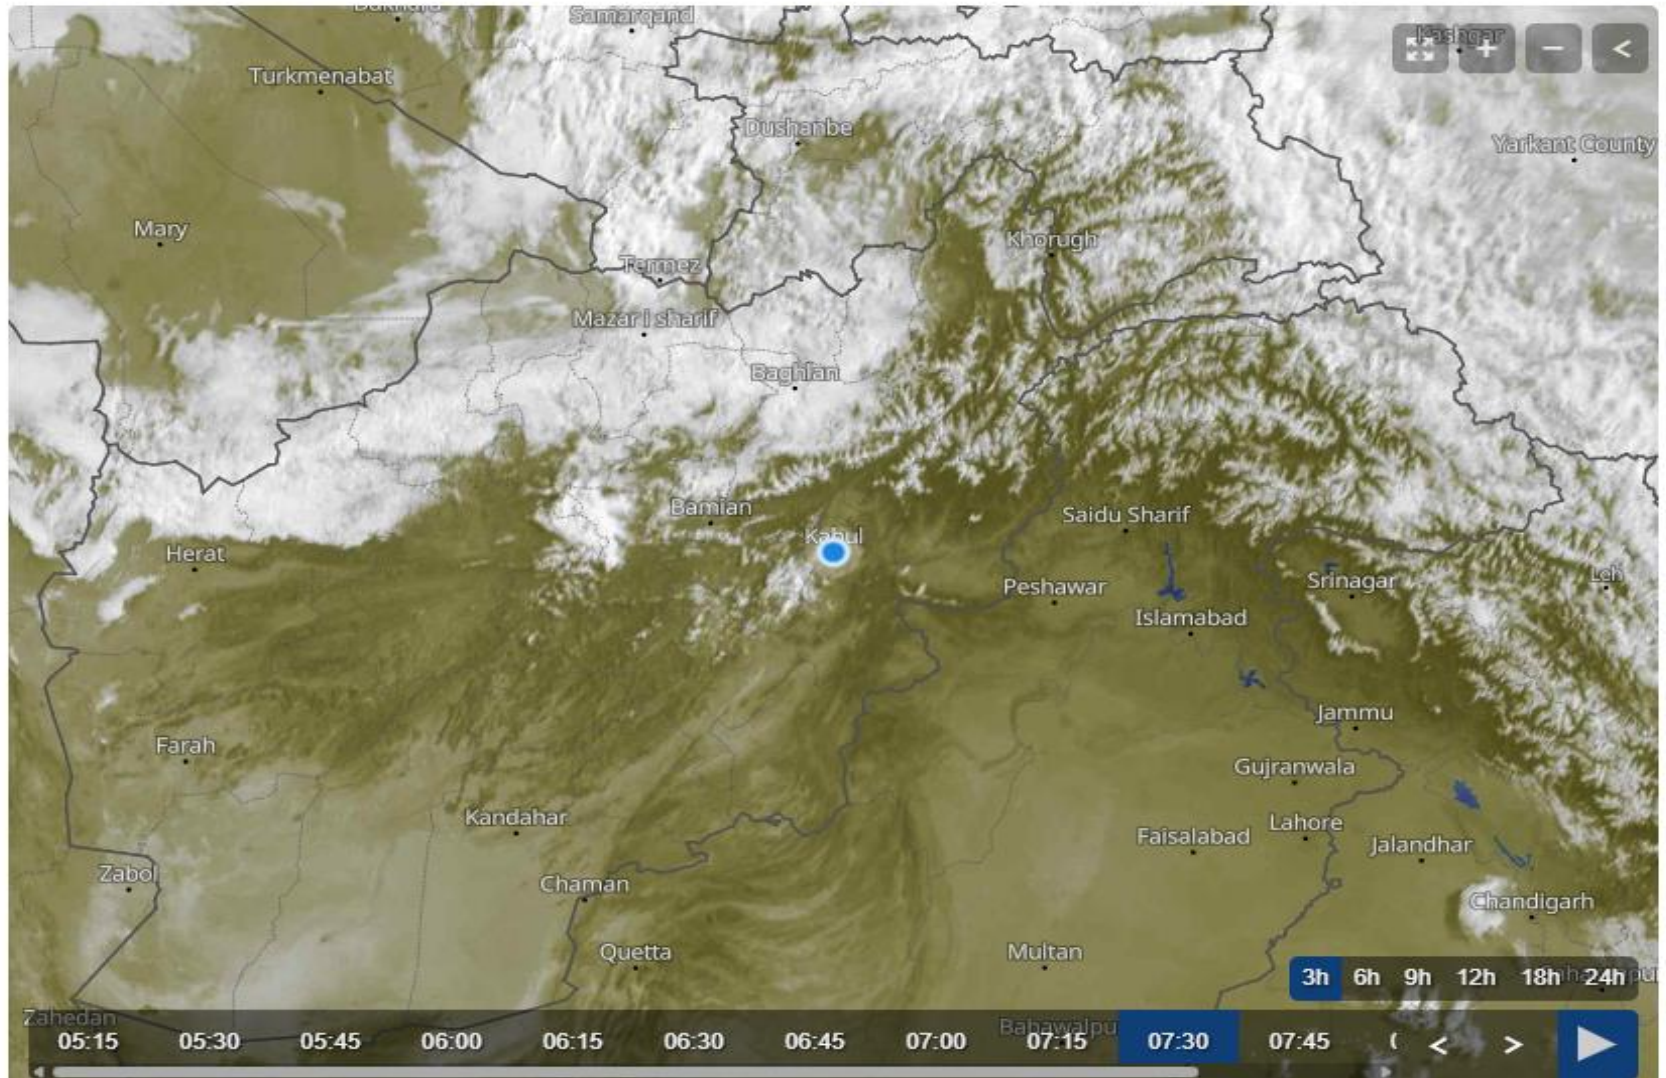 Samarqand
Kashgar
+ − <
Turkmenabat
Dushanbe
Yarkant County
Mary
Khorugh
Termez
Mazar I sharif
Baghlan
Bamian
Saidu Sharif
Kabul
Herat
Peshawar
Srinagar
Leh
Islamabad
Jammu
Farah
Gujranwala
Kandahar
Lahore
Faisalabad
Jalandhar
Zabol
Chaman
Chandigarh
Quetta
Multan
3h 6h 9h 12h 18h 24h
Zahedan
Bahawalpu
05:15 05:30 05:45 06:00 06:15 06:30 06:45 07:00 07:15 07:30 07:45 < >